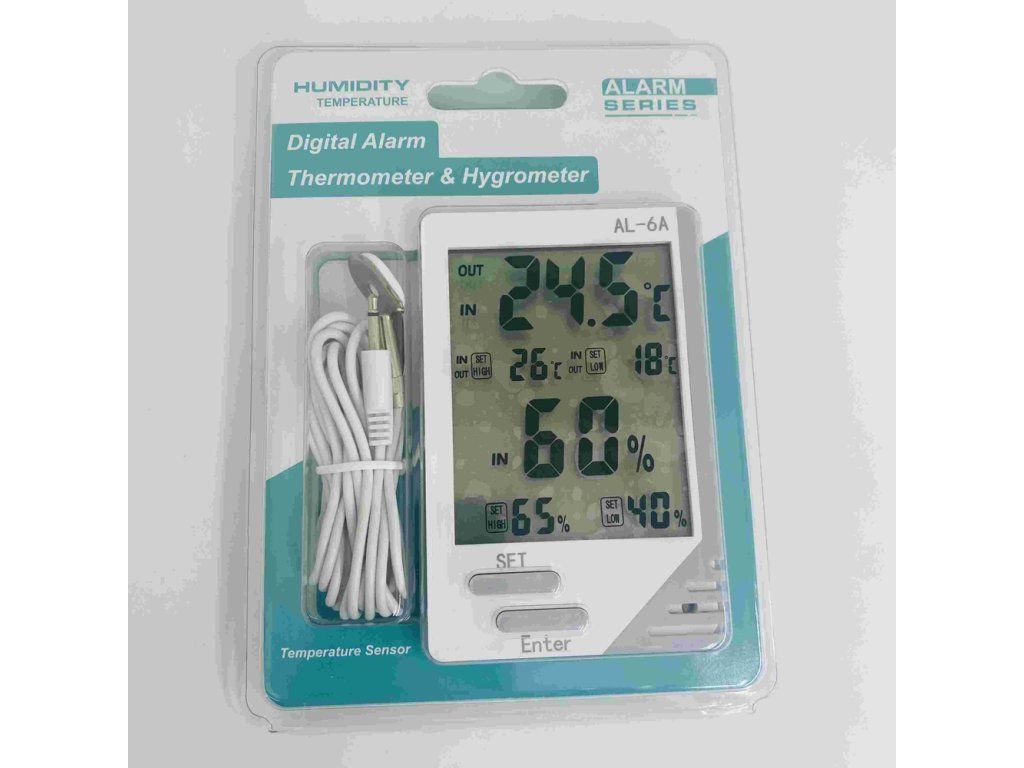 HUMIDITY
TEMPERATURE
ALARM
SERIES
Digital Alarm
Thermometer & Hygrometer
AL-6A
OUT
24.5°C
IN
IN
OUT
SET
HIGH
26°C
IN
OUT
SET
LOW
18°C
60%
IN
SET
HIGH
65%
SET
LOW
40%
SET
Enter
Temperature Sensor